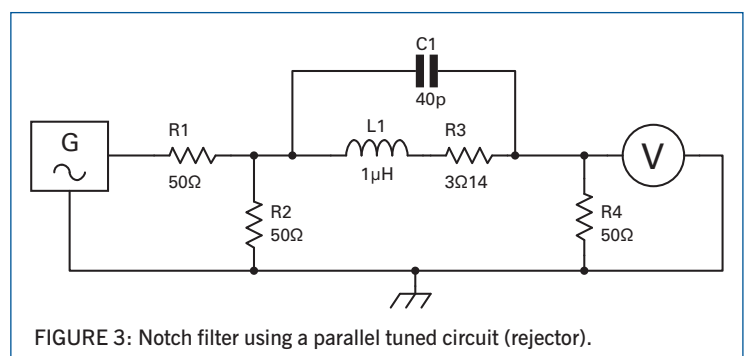 C1
40p
G
R1
50Ω
L1
1µH
R3
3Ω14
V
R2
50Ω
R4
50Ω
FIGURE 3: Notch filter using a parallel tuned circuit (rejector).